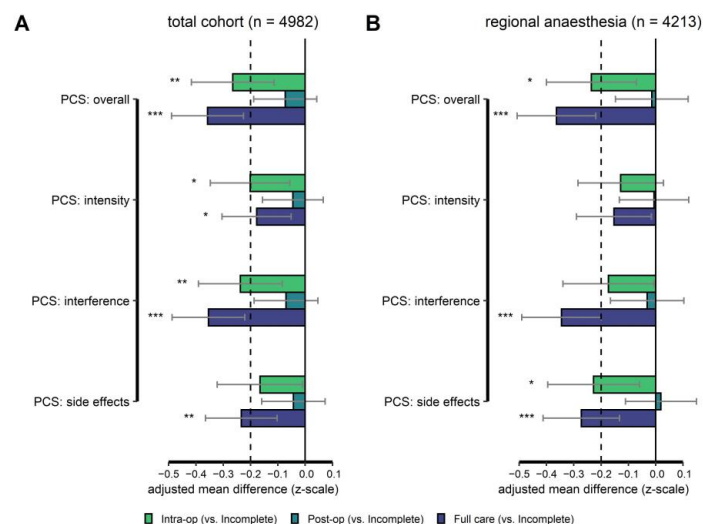 A total cohort (n = 4982)
PCS: overall
**
***
PCS: intensity
*
*
PCS: interference
**
***
PCS: side effects
**
−0.5 −0.4 −0.3 −0.2 −0.1 0.0 0.1
adjusted mean difference (z-scale)
B regional anaesthesia (n = 4213)
PCS: overall
*
***
PCS: intensity
PCS: interference
***
PCS: side effects
*
***
−0.5 −0.4 −0.3 −0.2 −0.1 0.0 0.1
adjusted mean difference (z-scale)
Intra-op (vs. Incomplete) Post-op (vs. Incomplete) Full care (vs. Incomplete)